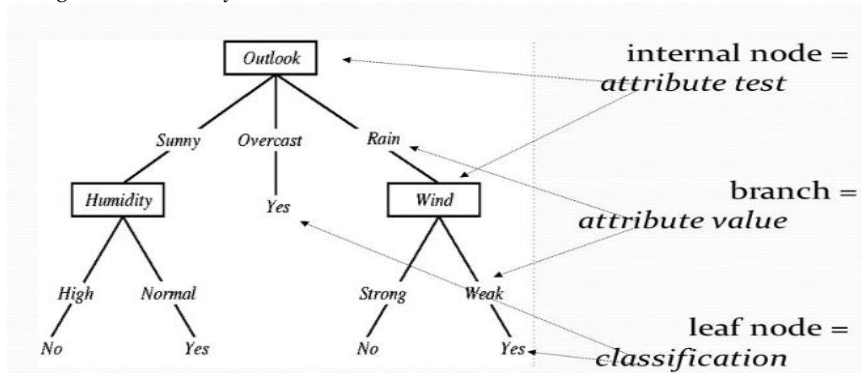 Outlook
internal node =
attribute test
Sunny Overcast Rain
Humidity Yes Wind
branch =
attribute value
High Normal Strong Weak
leaf node =
No Yes No Yes
classification